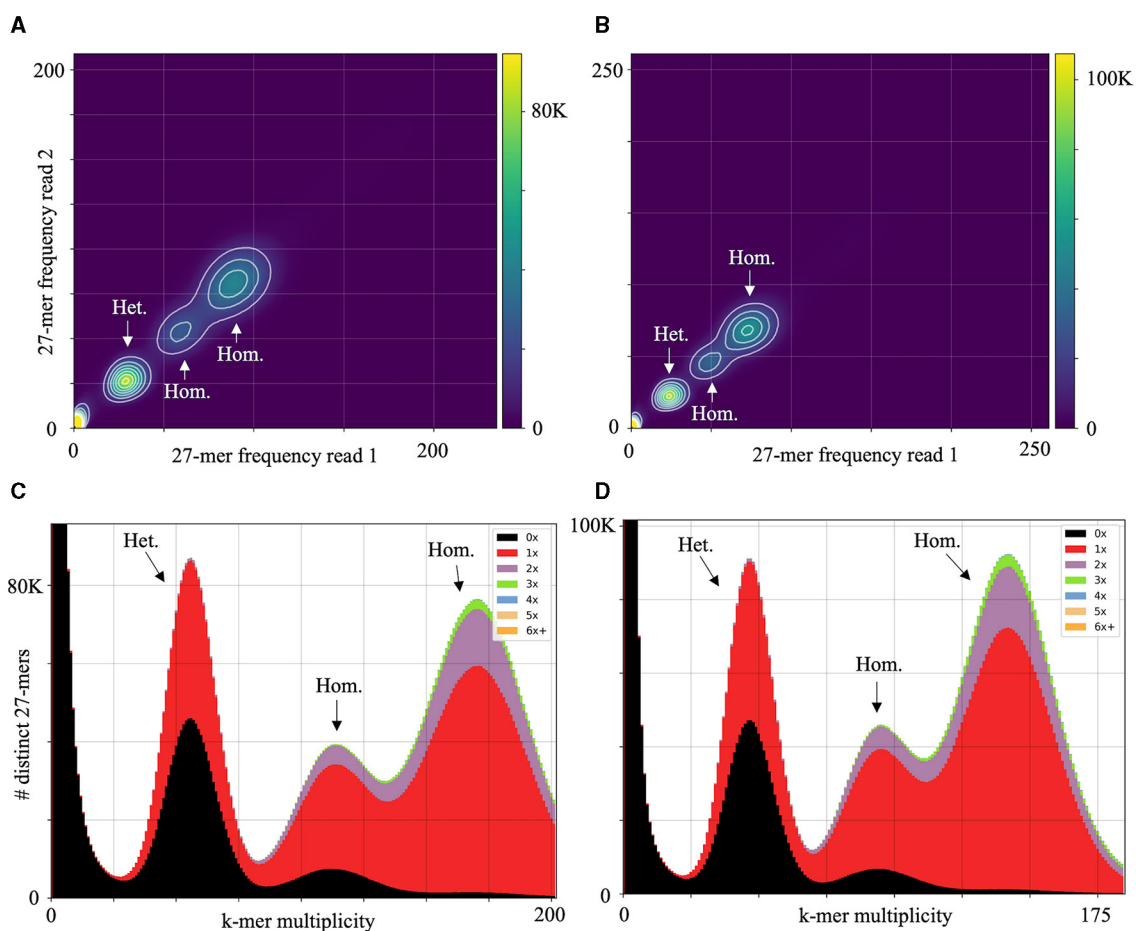 A
B
200
80K
Het.
Hom.
Hom.
0
0
0
27-mer frequency read 1
200
27-mer frequency read 2
250
100K
Hom.
Het.
Hom.
0
0
0
27-mer frequency read 1
250
C
D
Het.
Hom.
Hom.
80K
0x
1x
2x
3x
4x
5x
6x+
# distinct 27-mers
0
0
k-mer multiplicity
200
100K
Het.
Hom.
Hom.
0x
1x
2x
3x
4x
5x
6x+
0
0
k-mer multiplicity
175